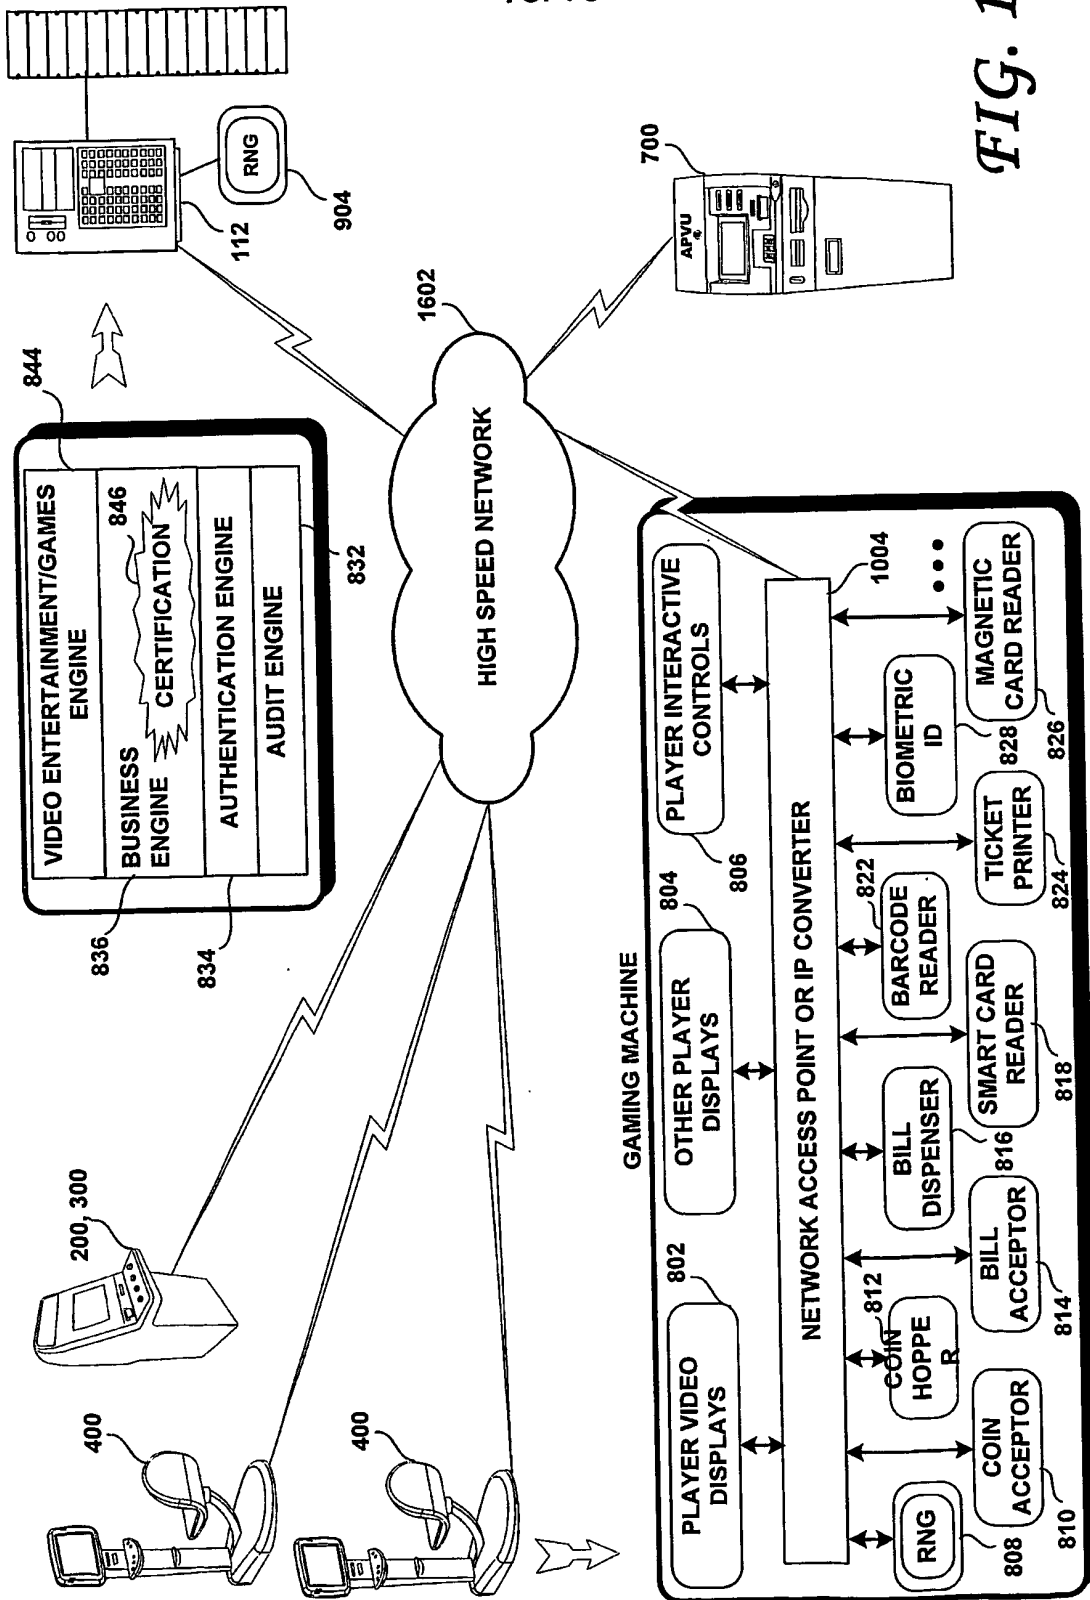 FIG. 1
112
RNG
904
844
VIDEO ENTERTAINMENT/GAMES
ENGINE
BUSINESS
ENGINE
846
CERTIFICATION
AUTHENTICATION ENGINE
AUDIT ENGINE
836
834
832
1602
HIGH SPEED NETWORK
700
APVU
200, 300
400
400
GAMING MACHINE
802
PLAYER VIDEO
DISPLAYS
804
OTHER PLAYER
DISPLAYS
806
PLAYER INTERACTIVE
CONTROLS
NETWORK ACCESS POINT OR IP CONVERTER
1004
RNG
808
COIN
ACCEPTOR
810
812
COIN
HOPPE
R
BILL
ACCEPTOR
814
BILL
DISPENSER
816
SMART CARD
READER
818
822
BARCODE
READER
TICKET
PRINTER
824
BIOMETRIC
ID
828
MAGNETIC
CARD READER
826